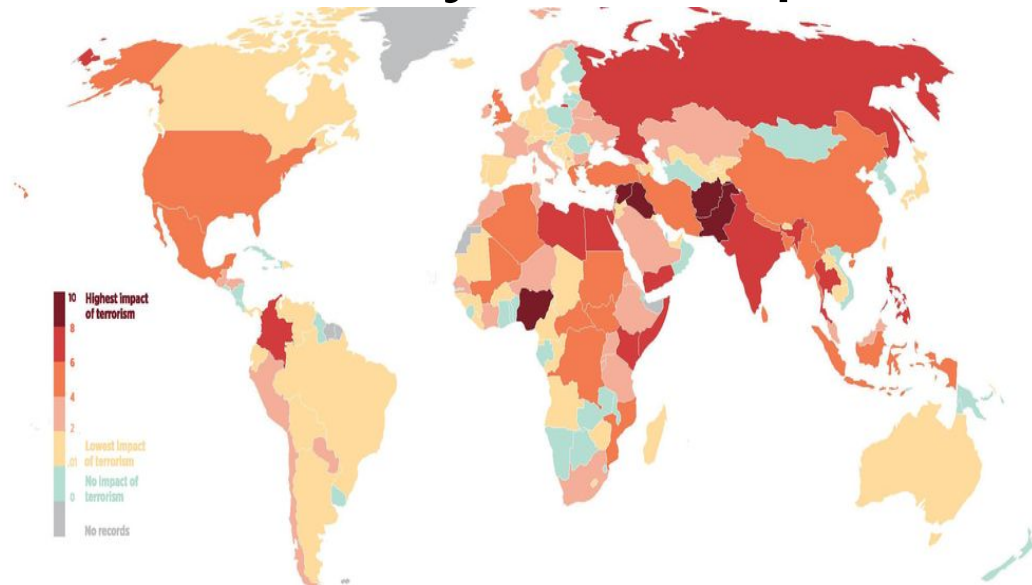 10 Highest impact
of terrorism
8
6
4
2
Lowest impact
.01 of terrorism
No impact of
0 terrorism
No records